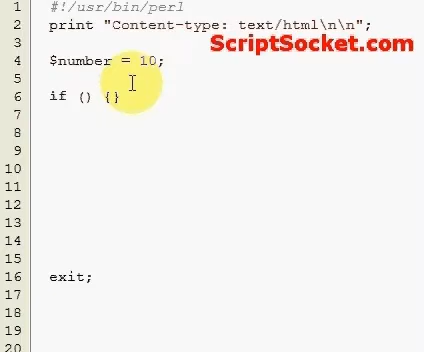 1 #!/usr/bin/perl
2 print "Content-type: text/html\n\n";
3 ScriptSocket.com
4 $number = 10;
5
6 if () {}
7
8
9
10
11
12
13
14
15
16 exit;
17
18
19
20